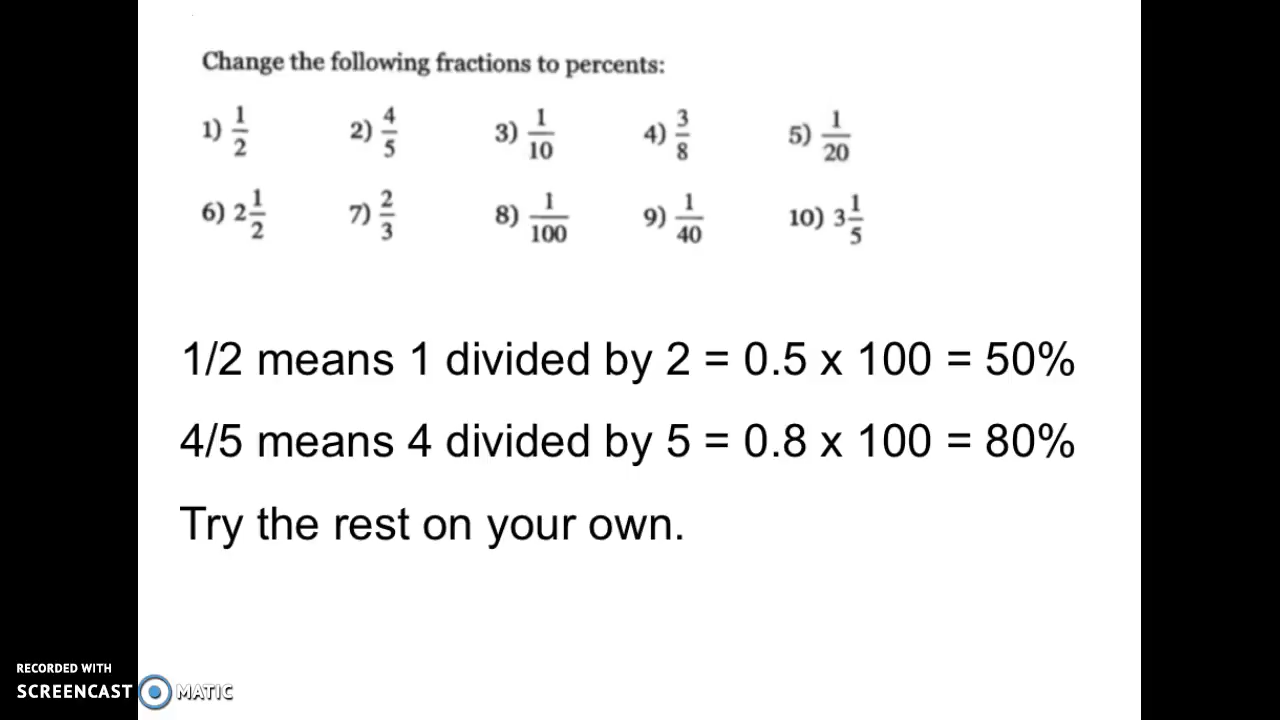 Change the following fractions to percents:
1) 1/2 2) 4/5 3) 1/10 4) 3/8 5) 1/20
6) 2 1/2 7) 2/3 8) 1/100 9) 1/40 10) 3 1/5
1/2 means 1 divided by 2 = 0.5 x 100 = 50%
4/5 means 4 divided by 5 = 0.8 x 100 = 80%
Try the rest on your own.
RECORDED WITH
SCREENCAST MATIC